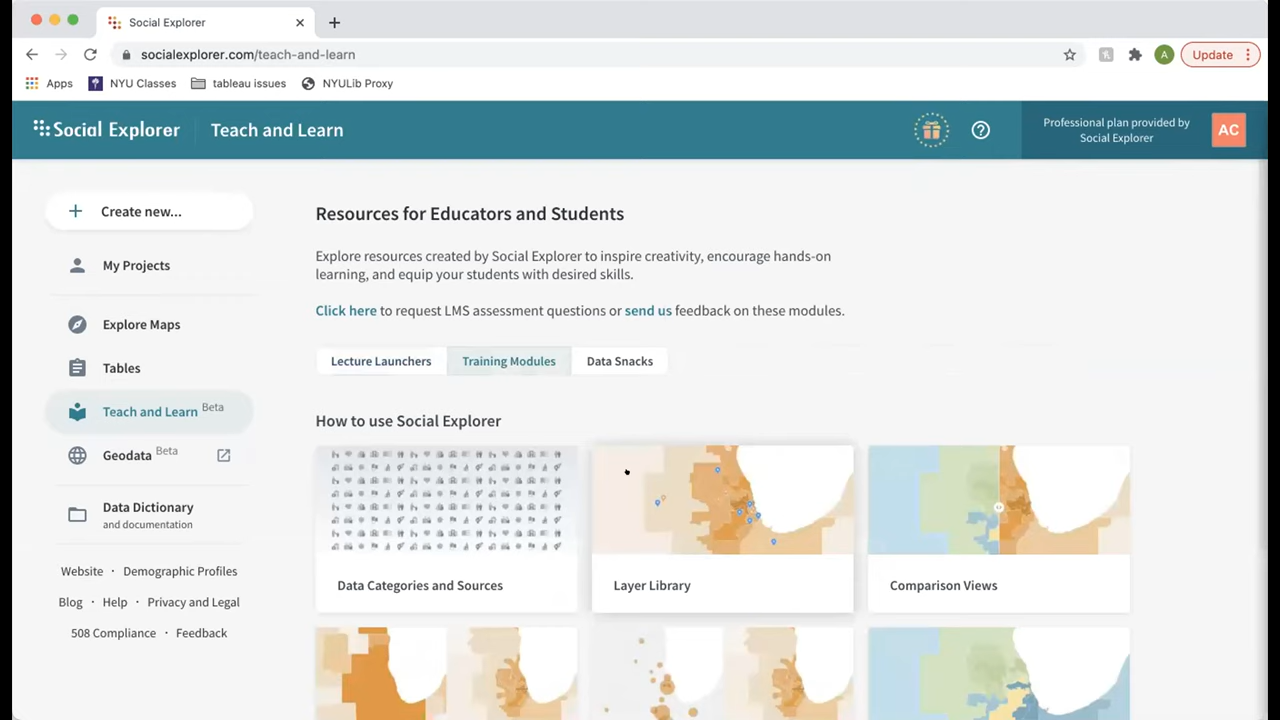 Social Explorer
socialexplorer.com/teach-and-learn
A
Update
Apps
NYU Classes
tableau issues
NYULib Proxy
Social Explorer
Teach and Learn
Professional plan provided by
Social Explorer
AC
Create new...
My Projects
Explore Maps
Tables
Teach and Learn Beta
Geodata Beta
Data Dictionary
and documentation
Website · Demographic Profiles
Blog · Help · Privacy and Legal
508 Compliance · Feedback
Resources for Educators and Students
Explore resources created by Social Explorer to inspire creativity, encourage hands-on
learning, and equip your students with desired skills.
Click here to request LMS assessment questions or send us feedback on these modules.
Lecture Launchers
Training Modules
Data Snacks
How to use Social Explorer
Data Categories and Sources
Layer Library
Comparison Views